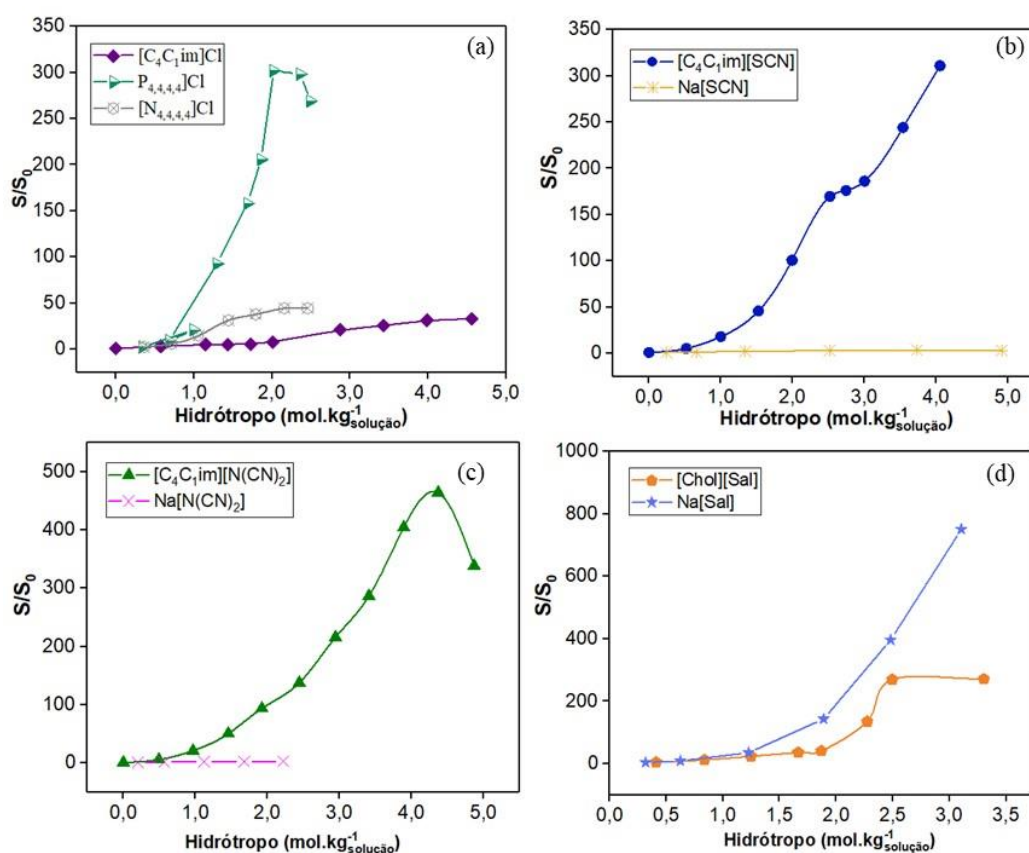 (a)
[C₄C₁im]Cl
P₄,₄,₄,₄]Cl
[N₄,₄,₄,₄]Cl
S/S₀
350
300
250
200
150
100
50
0
0,0 1,0 2,0 3,0 4,0 5,0
Hidrótropo (mol.kg⁻¹solução)
(b)
[C₄C₁im][SCN]
Na[SCN]
S/S₀
350
300
250
200
150
100
50
0
0,0 1,0 2,0 3,0 4,0 5,0
Hidrótropo (mol.kg⁻¹solução)
(c)
[C₄C₁im][N(CN)₂]
Na[N(CN)₂]
S/S₀
500
400
300
200
100
0
0,0 1,0 2,0 3,0 4,0 5,0
Hidrótropo (mol.kg⁻¹solução)
(d)
[Chol][Sal]
Na[Sal]
S/S₀
1000
800
600
400
200
0
0,0 0,5 1,0 1,5 2,0 2,5 3,0 3,5
Hidrótropo (mol.kg⁻¹solução)